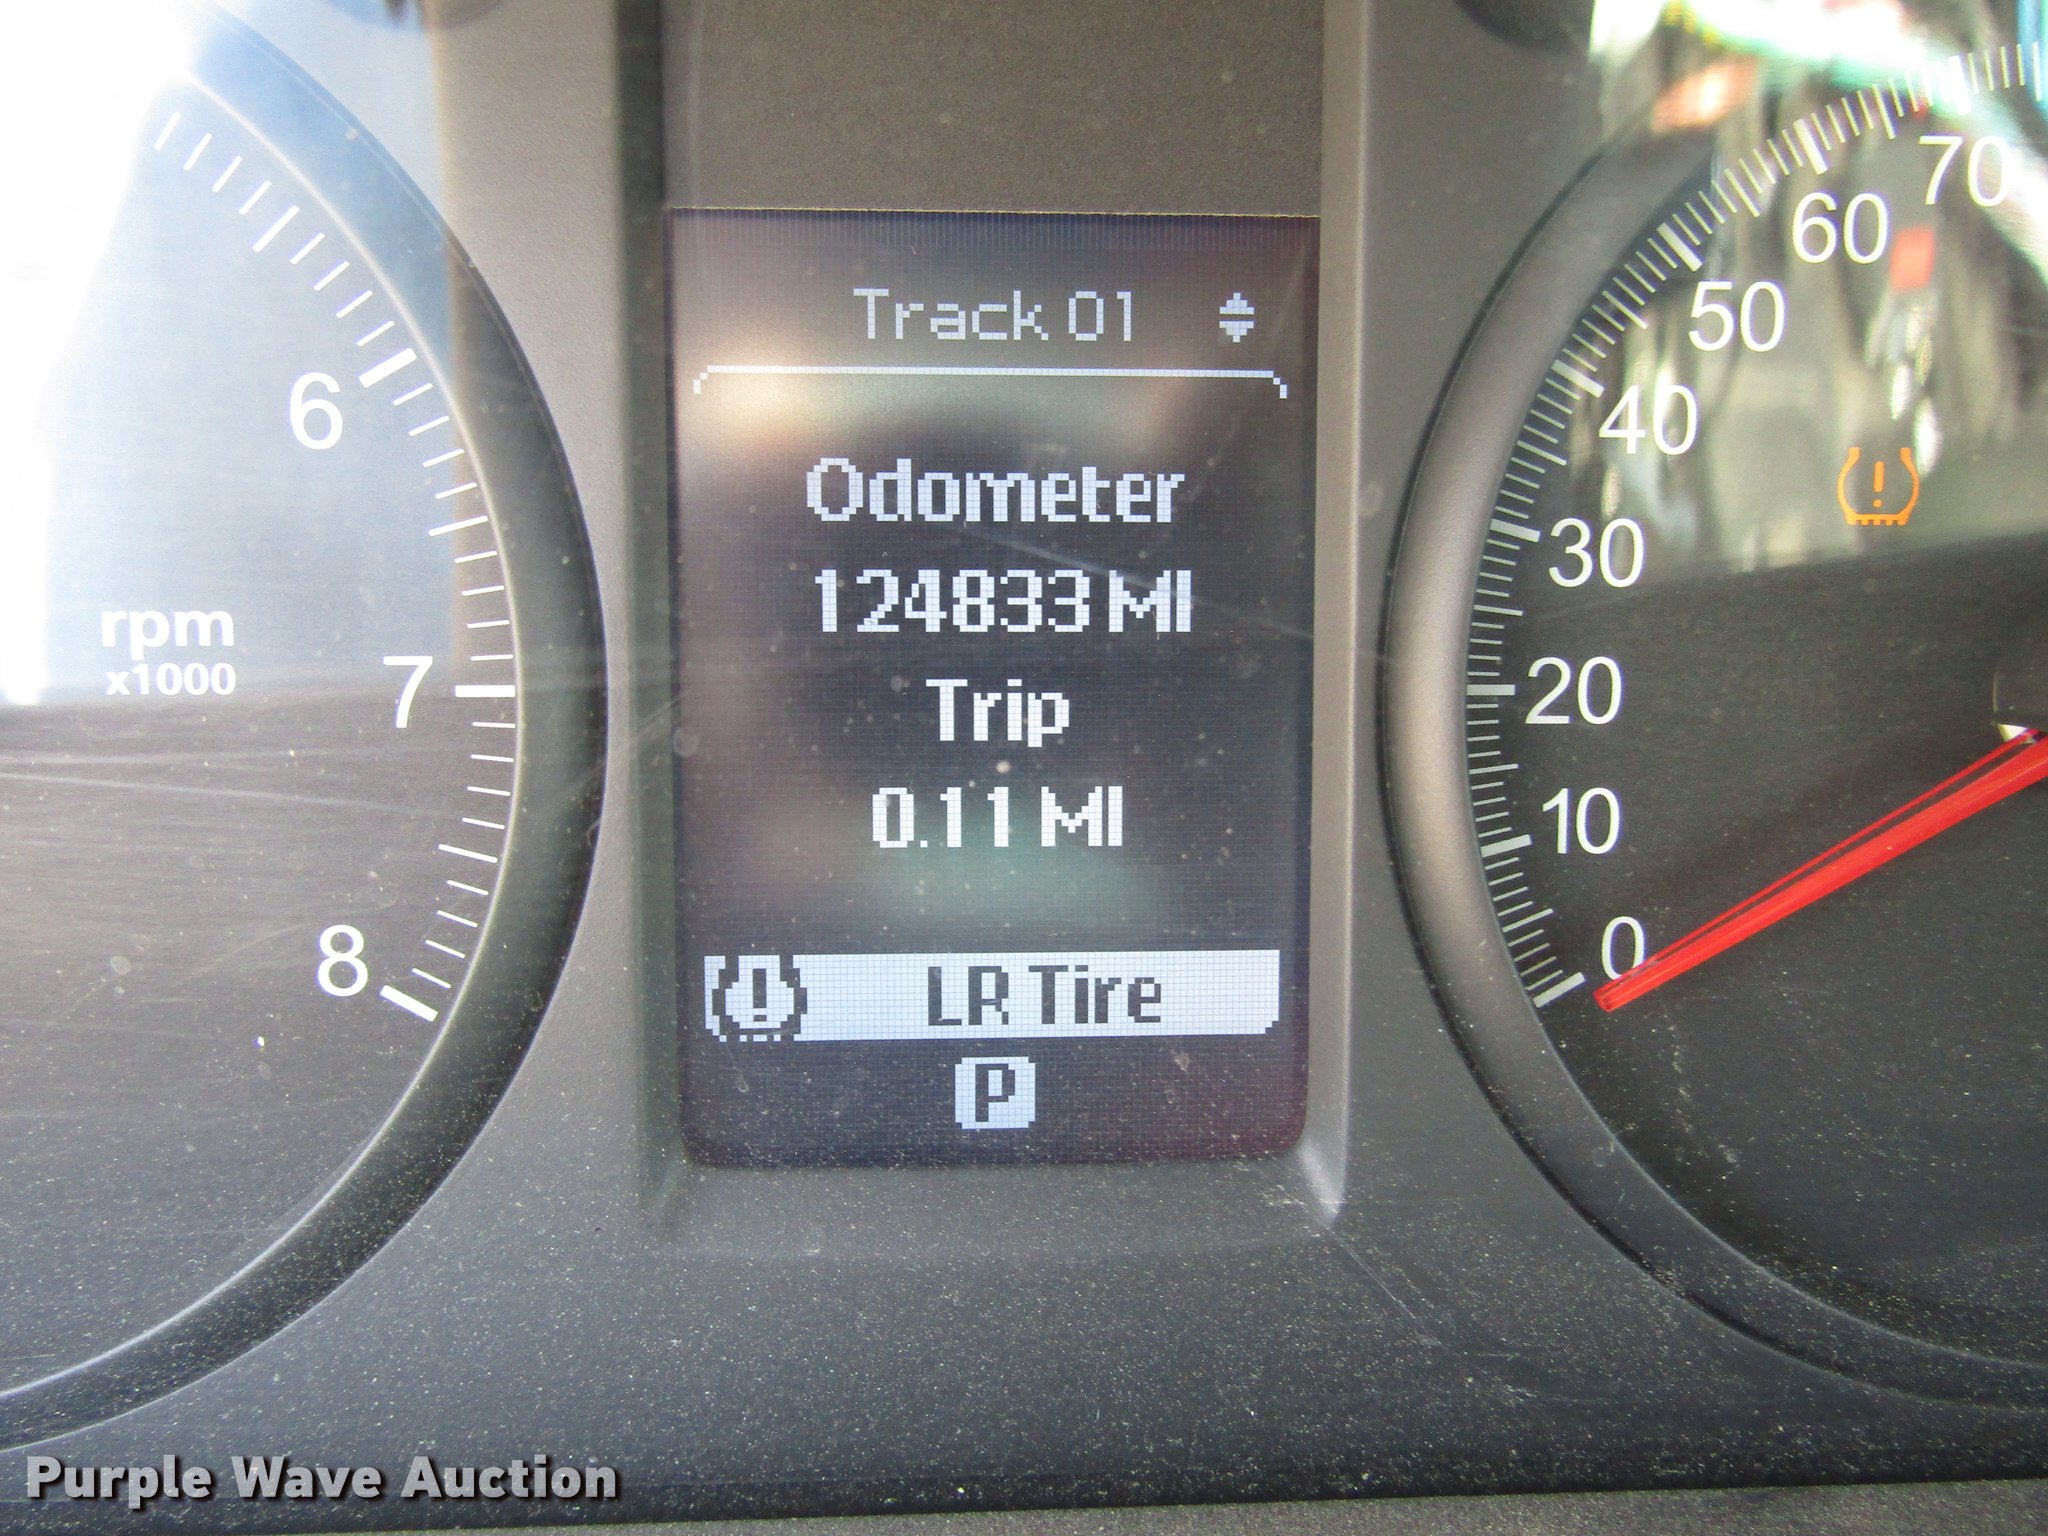 Track 01
Odometer
124833 MI
Trip
0.11 MI
LR Tire
P
6
rpm
x1000
7
8
70
60
50
40
30
20
10
0
Purple Wave Auction